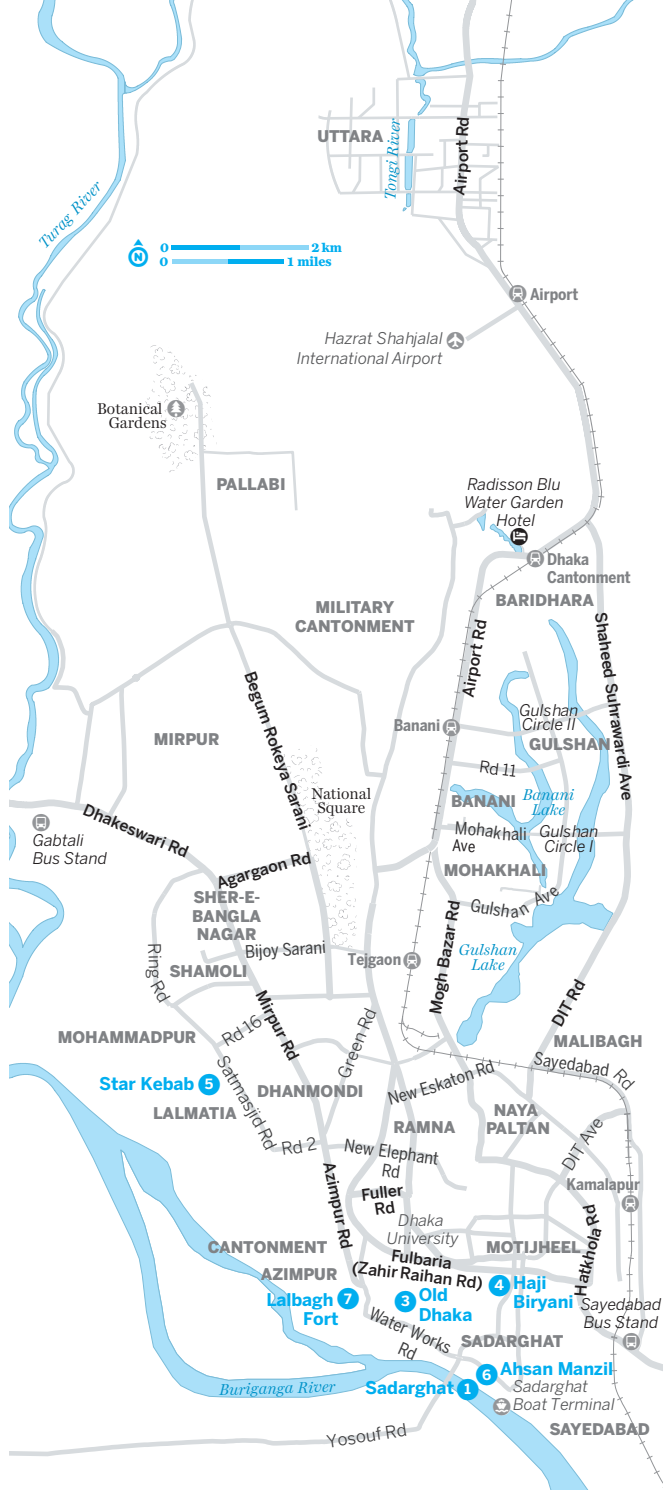 UTTARA
Tongi River
Airport Rd
Turag River
N
0 2 km
0 1 miles
Airport
Hazrat Shahjalal
International Airport
Botanical
Gardens
PALLABI
Radisson Blu
Water Garden
Hotel
Dhaka
Cantonment
BARIDHARA
MILITARY
CANTONMENT
Airport Rd
Shaheed Suhrawardi Ave
Begum Rokeya Sarani
Banani
Gulshan
Circle II
GULSHAN
MIRPUR
Rd 11
National
Square
BANANI
Banani
Lake
Dhakeswari Rd
Gabtali
Bus Stand
Mohakhali
Ave
Gulshan
Circle I
Agargaon Rd
MOHAKHALI
SHER-E-
BANGLA
NAGAR
Gulshan Ave
Bijoy Sarani
Ring Rd
SHAMOLI
Tejgaon
Mogh Bazar Rd
Gulshan
Lake
DIT Rd
Mirpur Rd
Rd 16
Green Rd
MOHAMMADPUR
MALIBAGH
Sayedabad Rd
Star Kebab 5
Satmasjid Rd
DHANMONDI
New Eskaton Rd
LALMATIA
RAMNA
NAYA
PALTAN
DIT Ave
Rd 2
New Elephant
Rd
Azimpur Rd
Fuller
Rd
Kamalapur
Dhaka
University
Hatkhola Rd
CANTONMENT
MOTIJHEEL
Fulbaria
(Zahir Raihan Rd)
AZIMPUR
Lalbagh
Fort
7
3
Old
Dhaka
4
Haji
Biryani
Sayedabad
Bus Stand
Water Works
Rd
SADARGHAT
6 Ahsan Manzil
Buriganga River
Sadarghat 1
Sadarghat
Boat Terminal
SAYEDABAD
Yosouf Rd